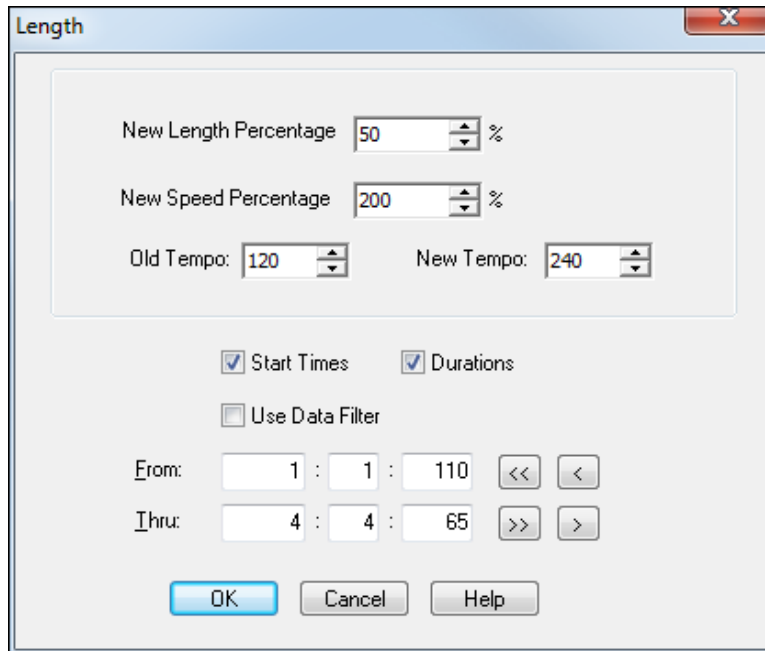 Length
New Length Percentage 50 %
New Speed Percentage 200 %
Old Tempo: 120 New Tempo: 240
Start Times Durations
Use Data Filter
From: 1 : 1 : 110 << <
Thru: 4 : 4 : 65 >> >
OK Cancel Help